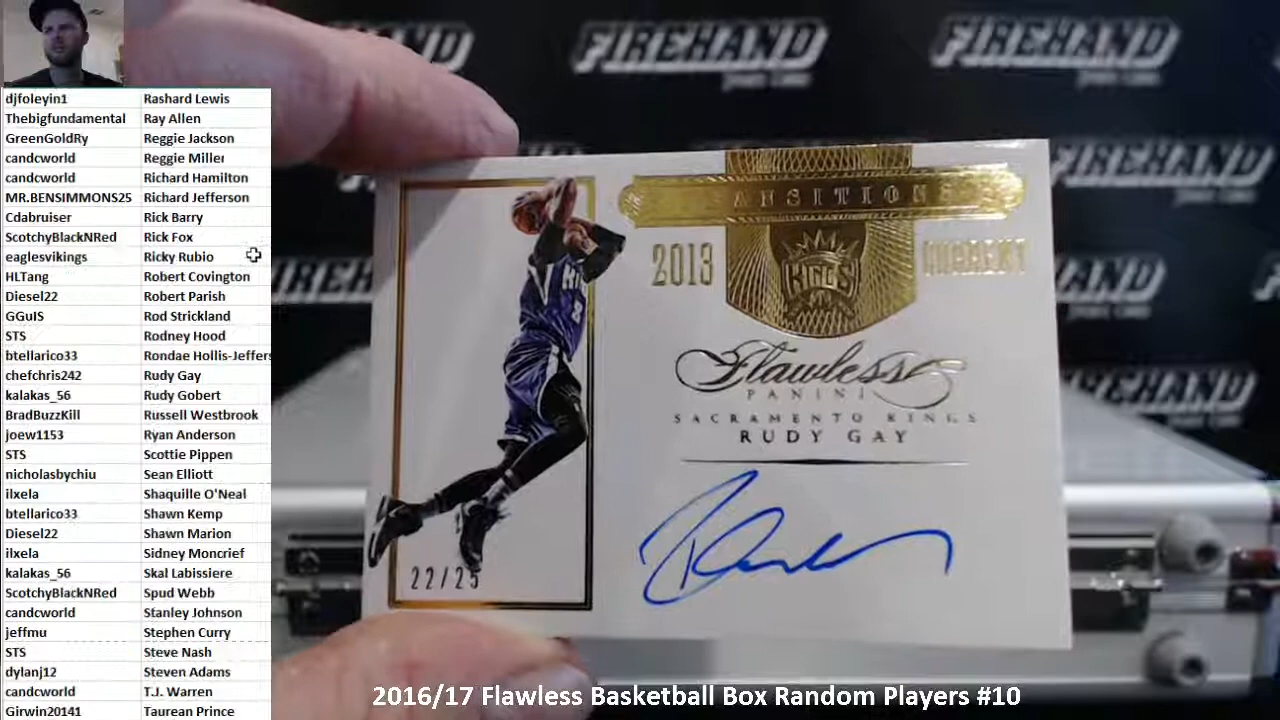 FIREHAND
FIREHAND
FIREHAND
djfoleyin1 Rashard Lewis
Thebigfundamental Ray Allen
GreenGoldRy Reggie Jackson
candcworld Reggie Miller
candcworld Richard Hamilton
MR.BENSIMMONS25 Richard Jefferson
Cdabruiser Rick Barry
ScotchyBlackNRed Rick Fox
eaglesvikings Ricky Rubio
HLTang Robert Covington
Diesel22 Robert Parish
GGuIS Rod Strickland
STS Rodney Hood
btellarico33 Rondae Hollis-Jeffers
chefchris242 Rudy Gay
kalakas_56 Rudy Gobert
BradBuzzKill Russell Westbrook
joew1153 Ryan Anderson
STS Scottie Pippen
nicholasbychiu Sean Elliott
ilxela Shaquille O'Neal
btellarico33 Shawn Kemp
Diesel22 Shawn Marion
ilxela Sidney Moncrief
kalakas_56 Skal Labissiere
ScotchyBlackNRed Spud Webb
candcworld Stanley Johnson
jeffmu Stephen Curry
STS Steve Nash
dylanj12 Steven Adams
candcworld T.J. Warren
Girwin20141 Taurean Prince
2013 CURRENT
KINGS
Flawless
PANINI
SACRAMENTO KINGS
RUDY GAY
22/25
2016/17 Flawless Basketball Box Random Players #10